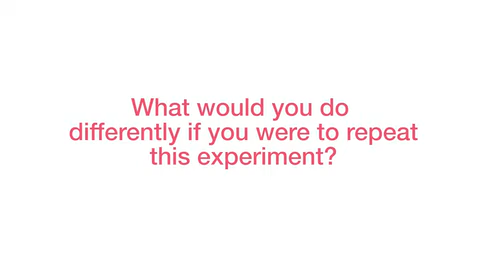 What would you do
differently if you were to repeat
this experiment?